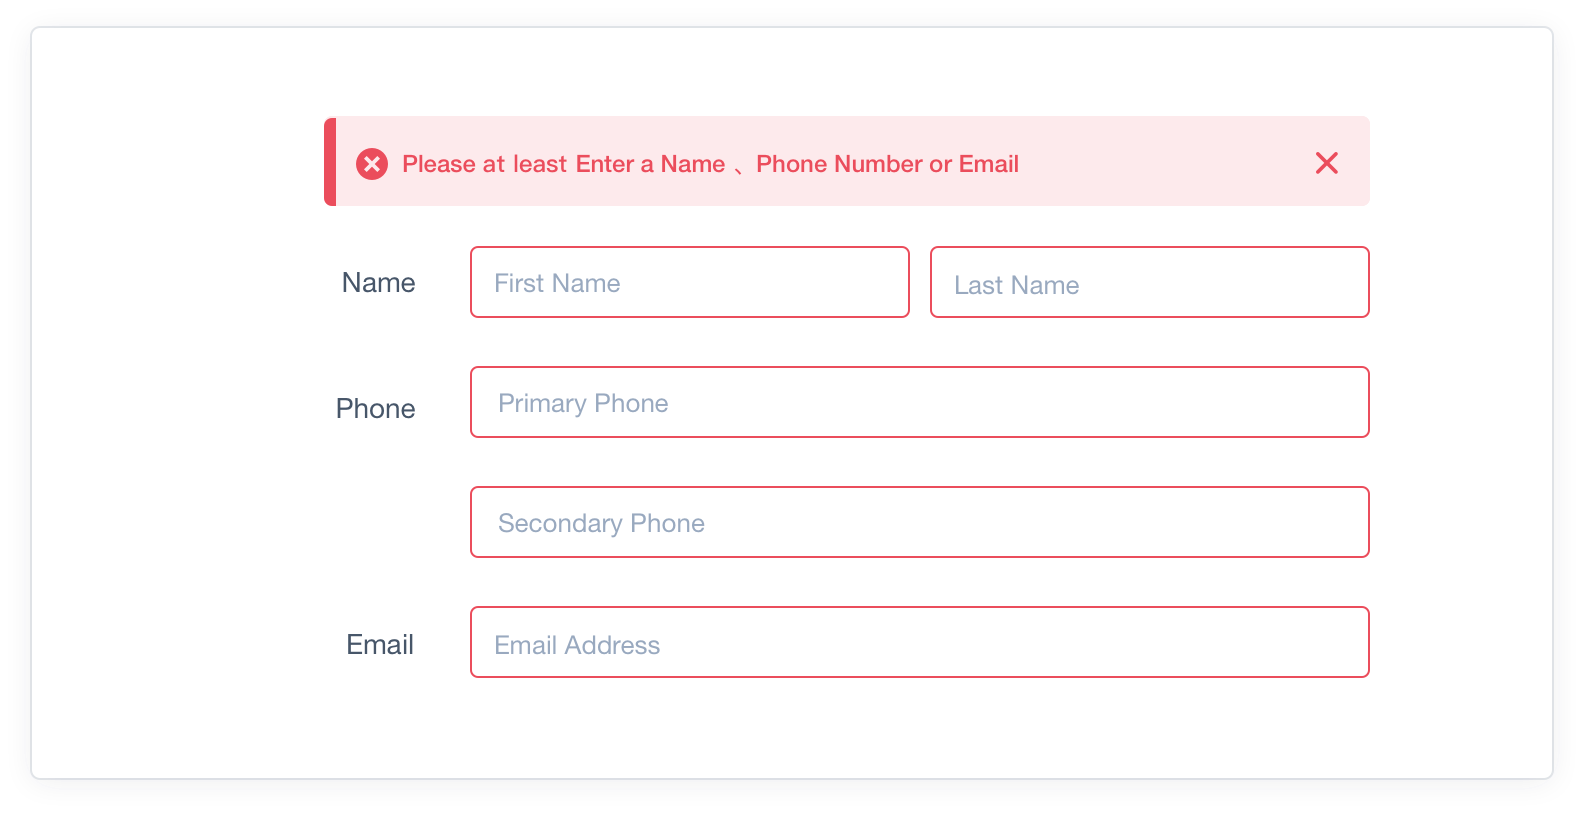 Please at least Enter a Name 、Phone Number or Email
Name First Name Last Name
Phone Primary Phone
Secondary Phone
Email Email Address